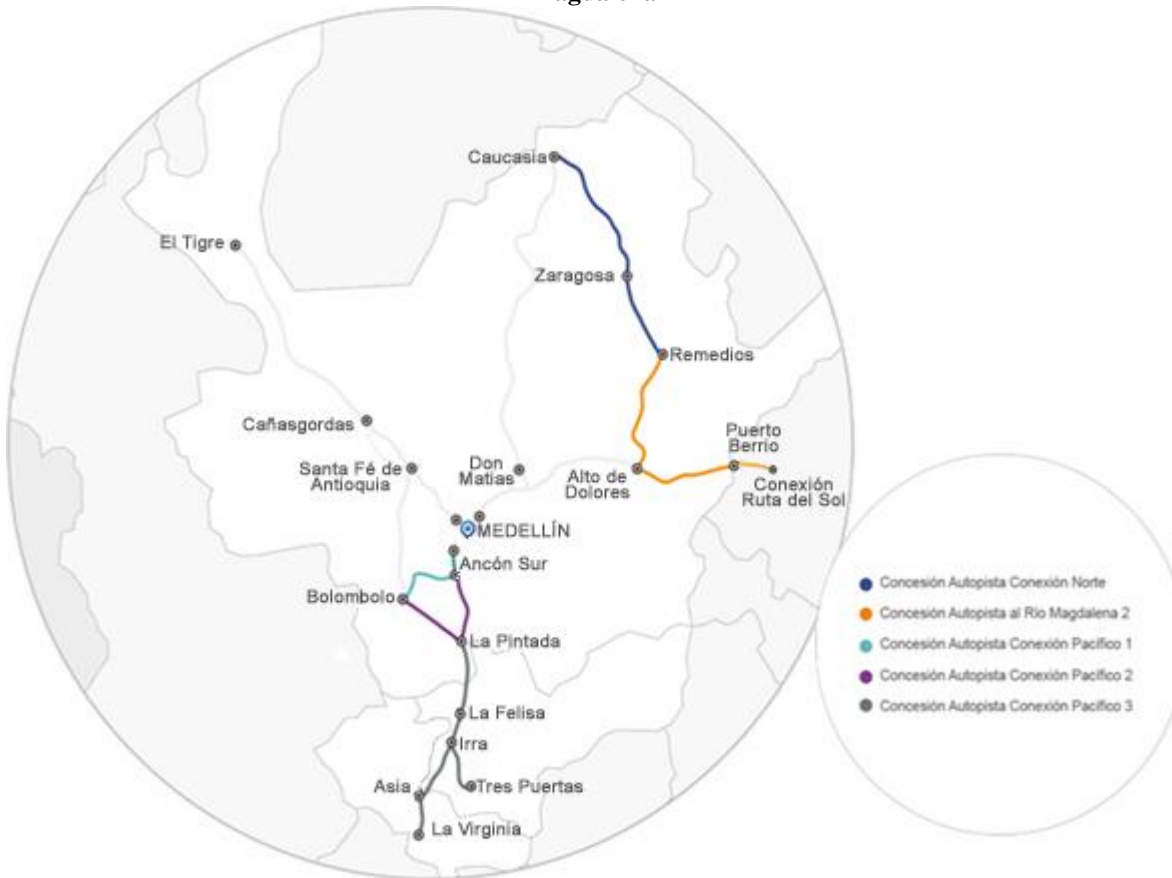 Caucasia
El Tigre
Zaragosa
Remedios
Cañasgordas
Puerto
Berrio
Santa Fé de
Antioquia
Don
Matias
Alto de
Dolores
Conexión
Ruta del Sol
MEDELLÍN
Ancón Sur
Bolombolo
La Pintada
La Felisa
Irra
Asia
Tres Puertas
La Virginia
Concesión Autopista Conexión Norte
Concesión Autopista al Río Magdalena 2
Concesión Autopista Conexión Pacífico 1
Concesión Autopista Conexión Pacífico 2
Concesión Autopista Conexión Pacífico 3